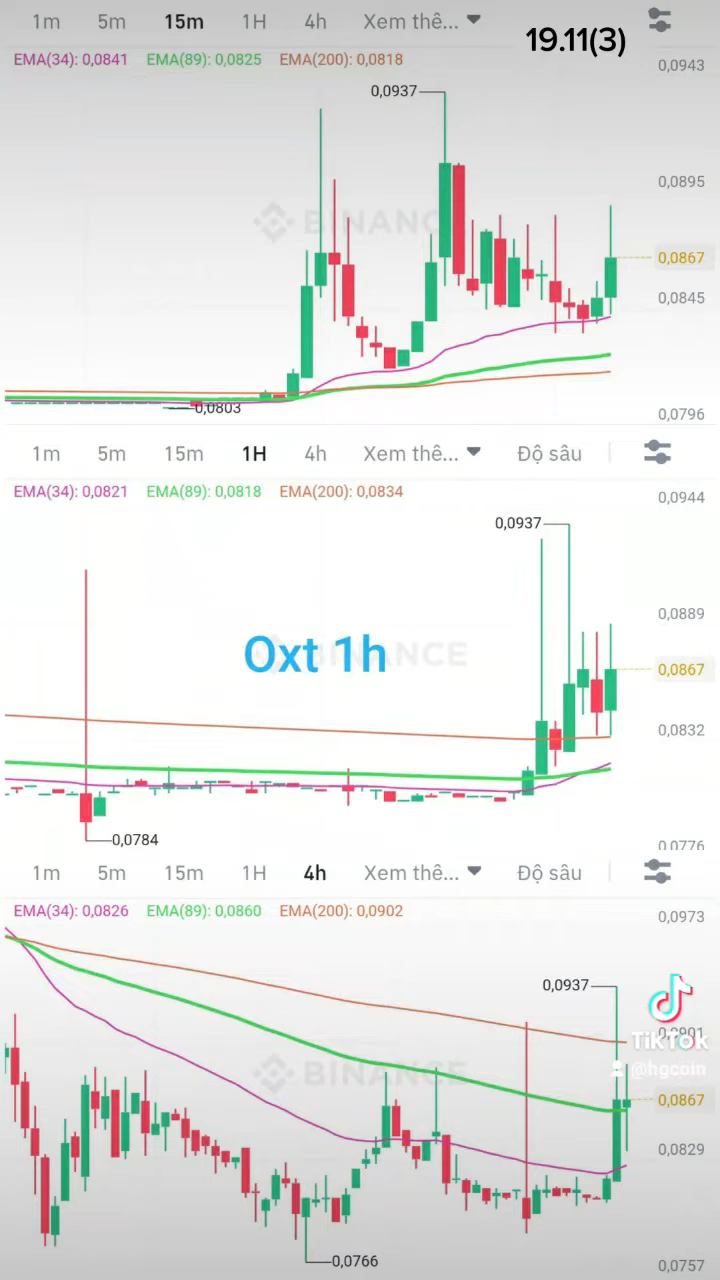 1m 5m 15m 1H 4h Xem thê...
19.11(3)
EMA(34): 0,0841 EMA(89): 0,0825 EMA(200): 0,0818
0,0943
0,0937
0,0895
BINANC
0,0867
0,0845
0,0803
0,0796
1m 5m 15m 1H 4h Xem thê... Độ sâu
EMA(34): 0,0821 EMA(89): 0,0818 EMA(200): 0,0834
0,0944
0,0937
0,0889
Oxt 1h
BINANCE
0,0867
0,0832
0,0784
0,0776
1m 5m 15m 1H 4h Xem thê... Độ sâu
EMA(34): 0,0826 EMA(89): 0,0860 EMA(200): 0,0902
0,0973
0,0937
0,0901
TikTok
@hgcoin
BINANCE
0,0867
0,0829
0,0766
0,0757